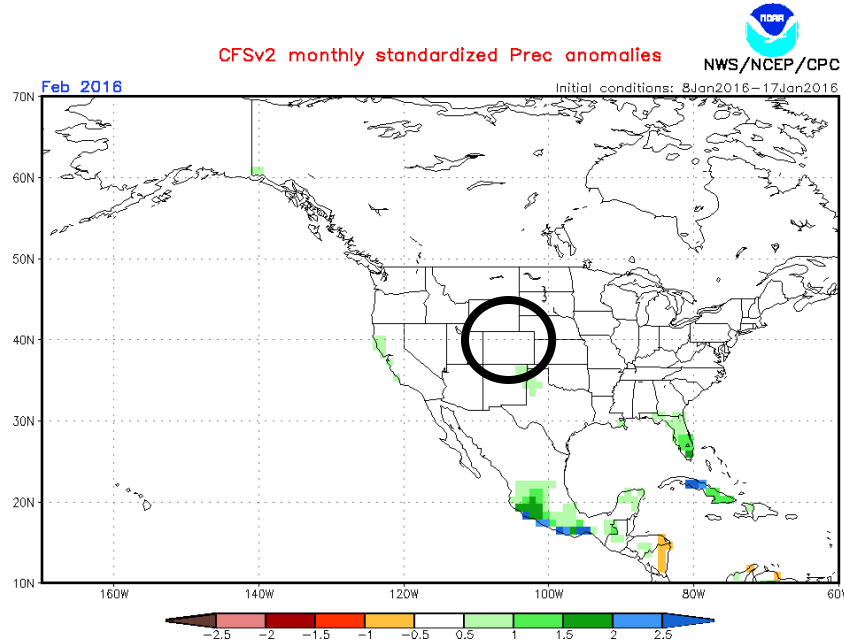 NOAA
CFSv2 monthly standardized Prec anomalies
NWS/NCEP/CPC
Feb 2016
Initial conditions: 8Jan2016-17Jan2016
70N
60N
50N
40N
30N
20N
10N
160W 140W 120W 100W 80W 60W
-2.5 -2 -1.5 -1 -0.5 0.5 1 1.5 2 2.5